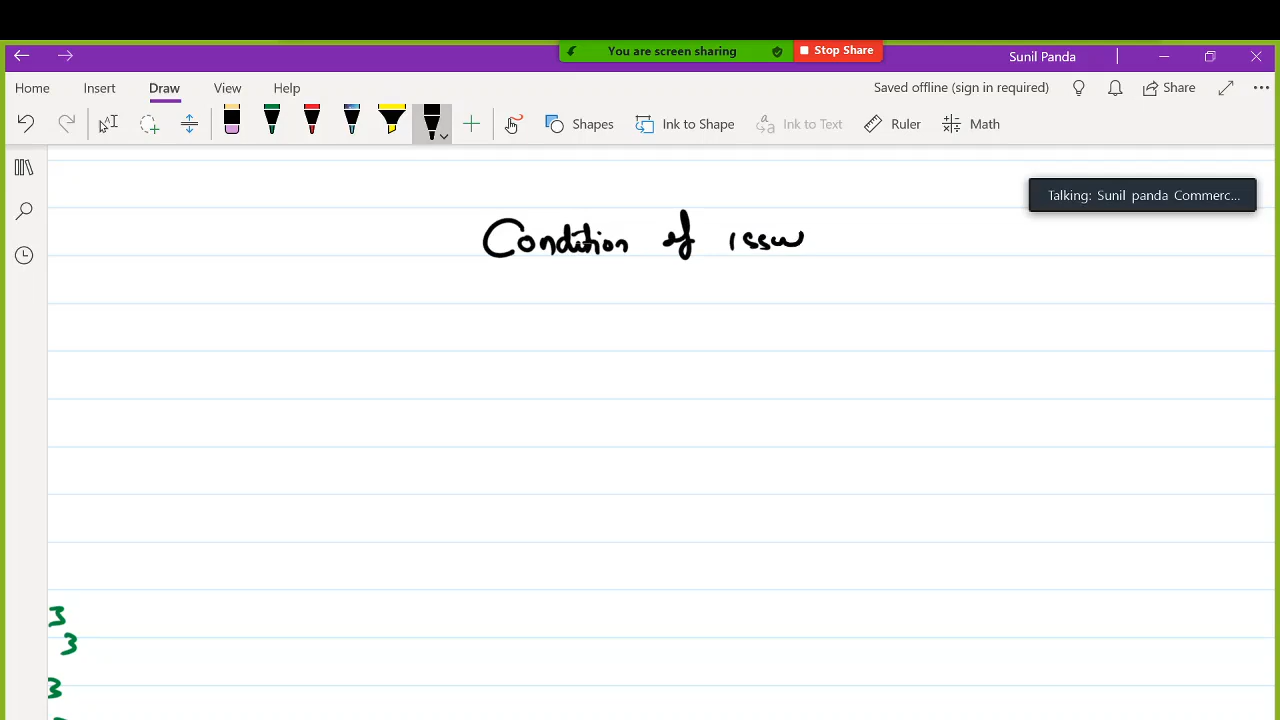 You are screen sharing
Stop Share
Sunil Panda
Home Insert Draw View Help Saved offline (sign in required) Share
Shapes Ink to Shape Ink to Text Ruler Math
Talking: Sunil panda Commerc...
Condition of issu
3
3
3